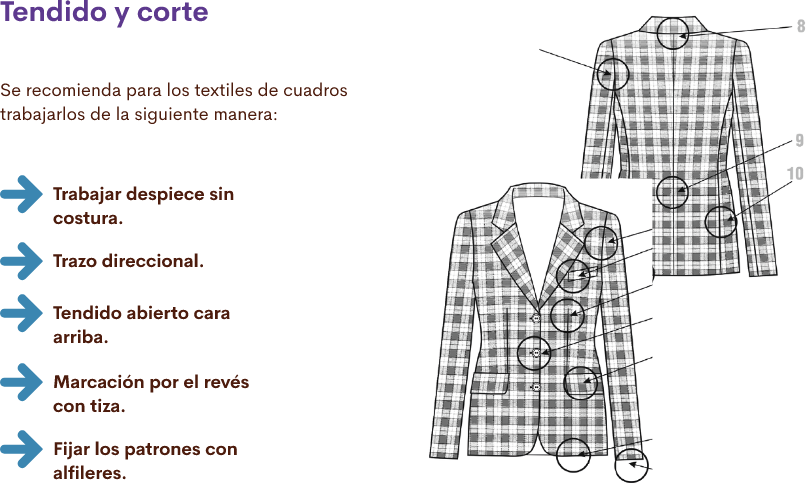 Tendido y corte
Se recomienda para los textiles de cuadros
trabajarlos de la siguiente manera:
Trabajar despiece sin
costura.
Trazo direccional.
Tendido abierto cara
arriba.
Marcación por el revés
con tiza.
Fijar los patrones con
alfileres.
8
9
10